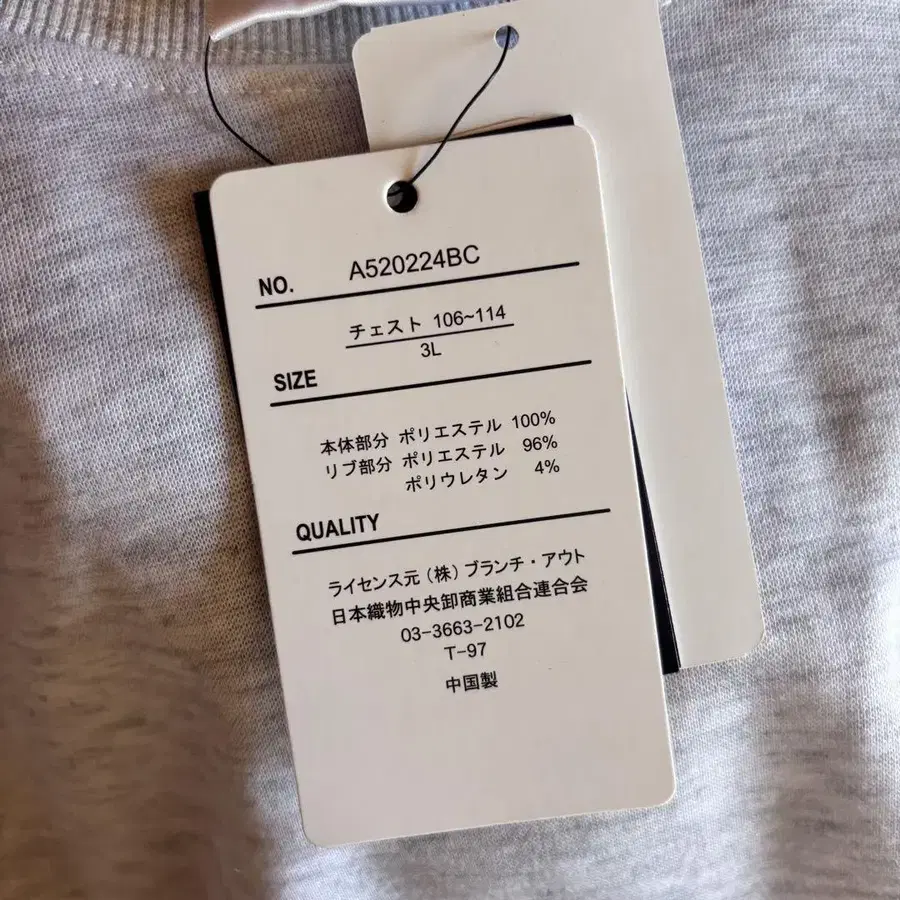 NO. A520224BC
チェスト 106~114
3L
SIZE
本体部分 ポリエステル 100%
リブ部分 ポリエステル 96%
ポリウレタン 4%
QUALITY
ライセンス元（株）ブランチ・アウト
日本織物中央卸商業組合連合会
03-3663-2102
T-97
中国製